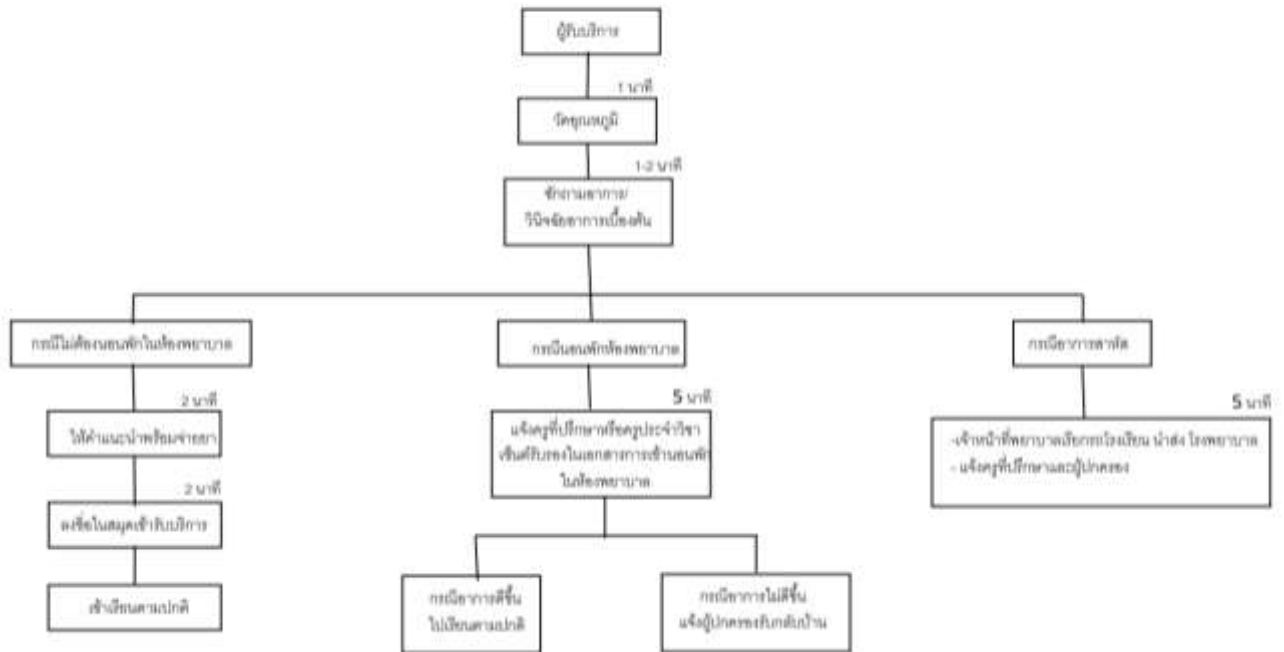 ผู้รับบริการ
1 นาที
วัดอุณหภูมิ
1-2 นาที
ซักถามอาการ/
วินิจฉัยอาการเบื้องต้น
กรณีไม่ต้องนอนพักในห้องพยาบาล
กรณีนอนพักห้องพยาบาล
กรณีอาการสาหัส
2 นาที
ให้คำแนะนำพร้อมจ่ายยา
2 นาที
ลงชื่อในสมุดเข้ารับบริการ
เข้าเรียนตามปกติ
5 นาที
แจ้งครูที่ปรึกษาหรือครูประจำวิชา
เซ็นต์รับรองในเอกสารการเข้านอนพัก
ในห้องพยาบาล
กรณีอาการดีขึ้น
ไปเรียนตามปกติ
กรณีอาการไม่ดีขึ้น
แจ้งผู้ปกครองรับกลับบ้าน
5 นาที
-เจ้าหน้าที่พยาบาลเรียกรถโรงเรียน นำส่ง โรงพยาบาล
- แจ้งครูที่ปรึกษาและผู้ปกครอง